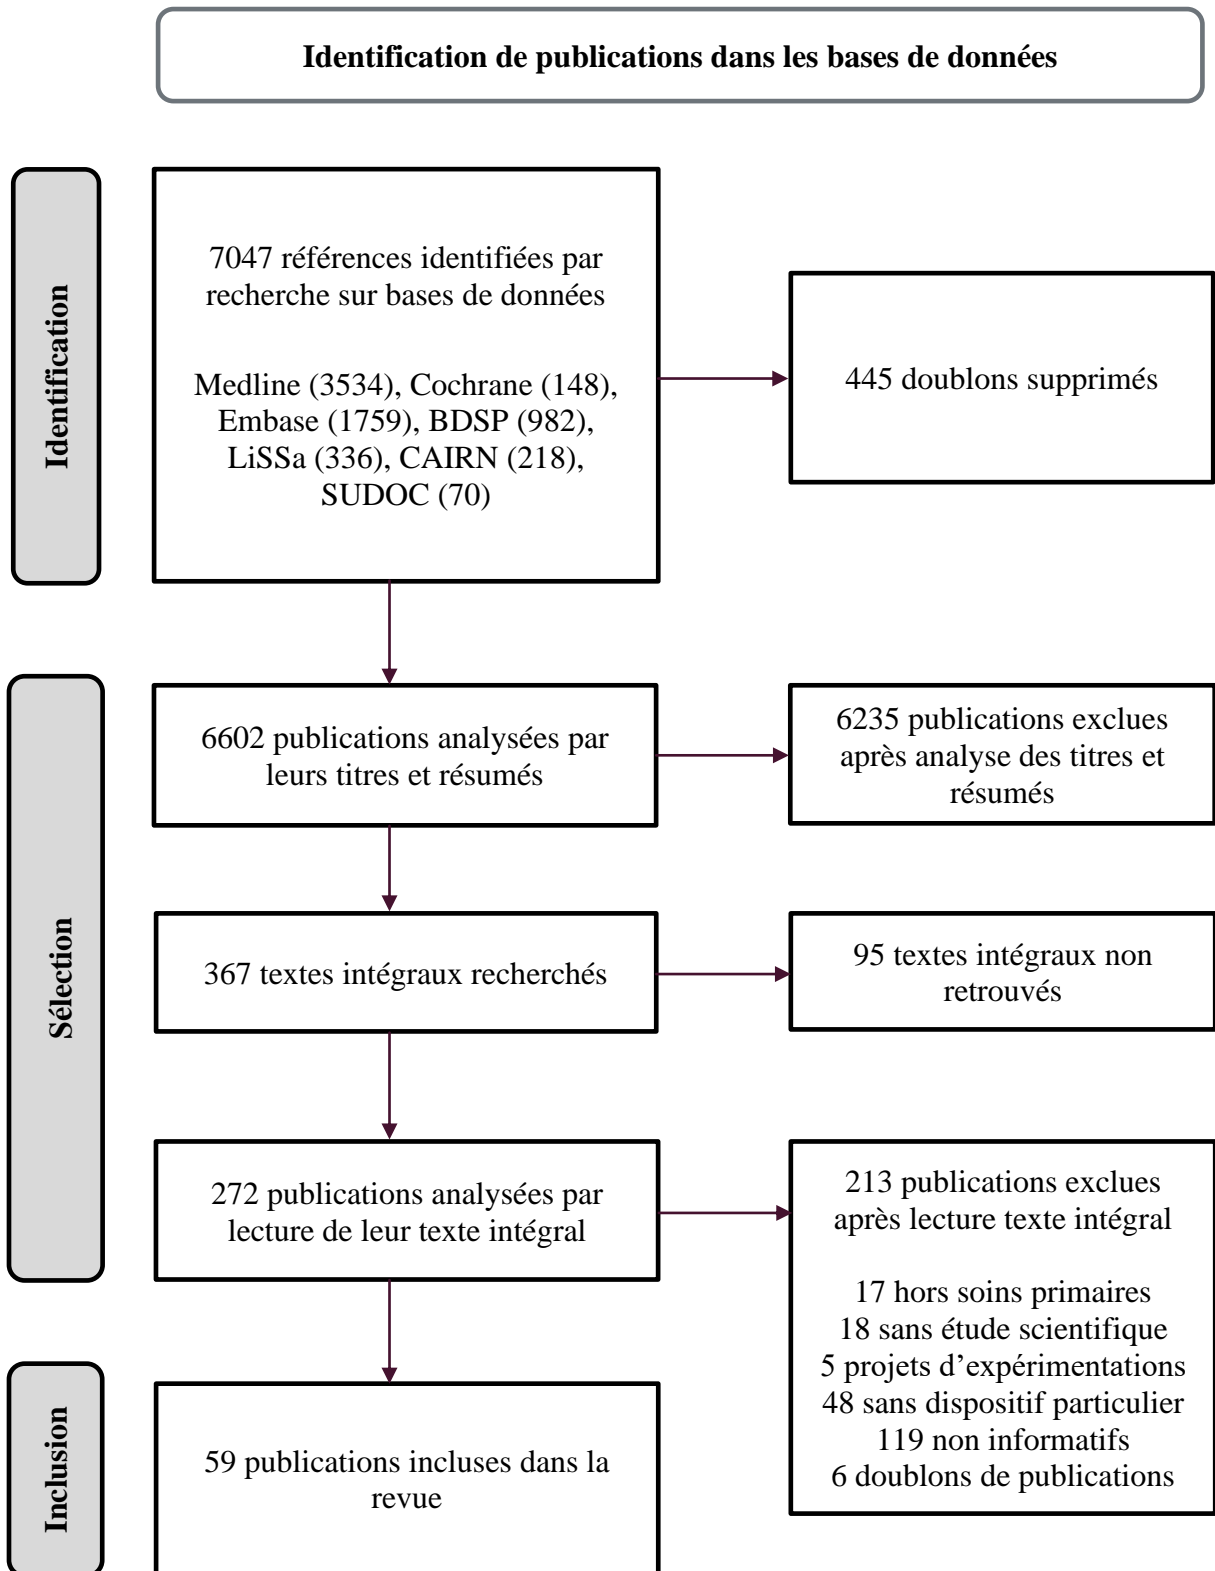 Identification de publications dans les bases de données
Identification
7047 références identifiées par
recherche sur bases de données
Medline (3534), Cochrane (148),
Embase (1759), BDSP (982),
LiSSa (336), CAIRN (218),
SUDOC (70)
445 doublons supprimés
Sélection
6602 publications analysées par
leurs titres et résumés
6235 publications exclues
après analyse des titres et
résumés
367 textes intégraux recherchés
95 textes intégraux non
retrouvés
272 publications analysées par
lecture de leur texte intégral
213 publications exclues
après lecture texte intégral
17 hors soins primaires
18 sans étude scientifique
5 projets d’expérimentations
48 sans dispositif particulier
119 non informatifs
6 doublons de publications
Inclusion
59 publications incluses dans la
revue